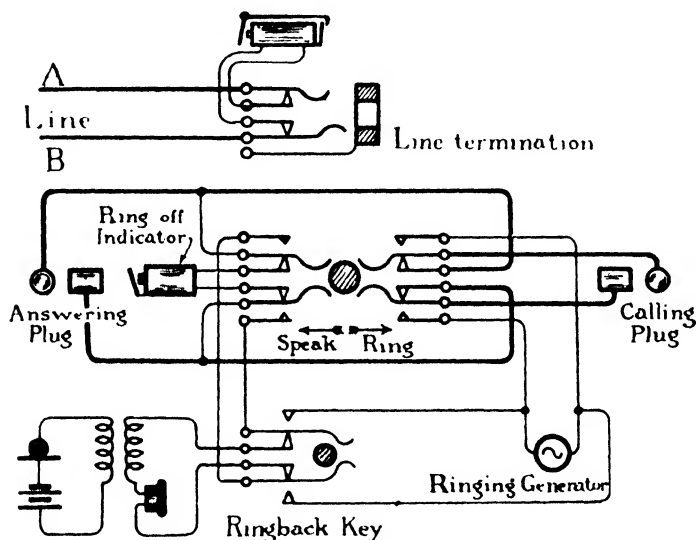 A
Line
B
Line termination
Ring off
Indicator
Answering
Plug
Speak
Ring
Calling
Plug
Ringing Generator
Ringback Key